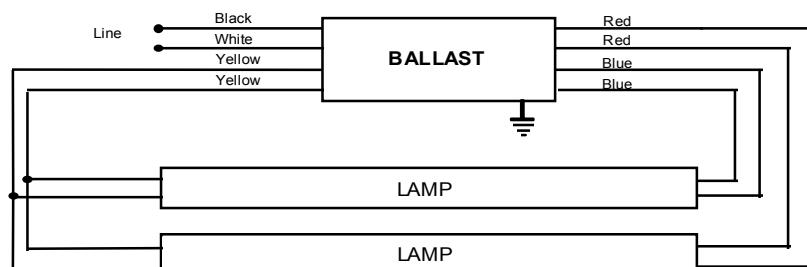 Black
Red
Line
White
Red
BALLAST
Yellow
Blue
Yellow
Blue
LAMP
LAMP